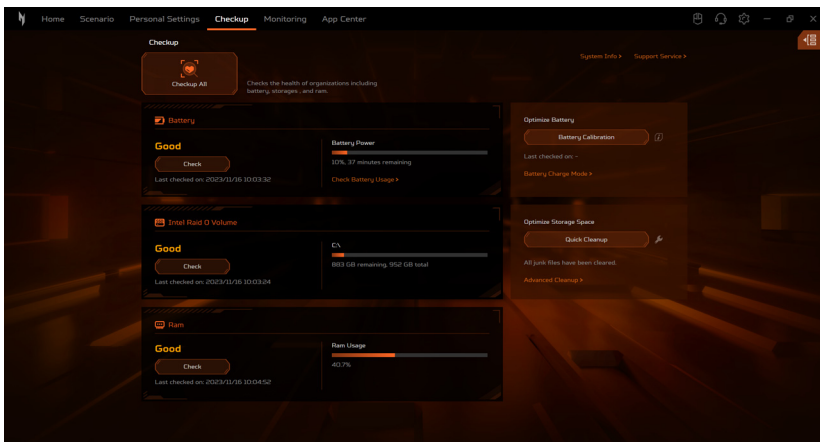 Home Scenario Personal Settings Checkup Monitoring App Center
Checkup
System Info > Support Service >
Checkup All
Checks the health of organizations including
battery, storages , and
ram.
Battery
Good
Check
Last checked on: 2023/11/16 10:03:32
Battery Power
10%, 37 minutes remaining
Check Battery Usage >
Optimize Battery
Battery Calibration
Last checked on: -
Battery Charge Mode >
Intel Raid 0 Volume
Good
Check
Last checked on: 2023/11/16 10:03:24
C:\
883 GB remaining, 952 GB total
Optimize Storage Space
Quick Cleanup
All junk files have been cleared.
Advanced Cleanup >
Ram
Good
Check
Last checked on: 2023/11/16 10:04:52
Ram Usage
40.7%